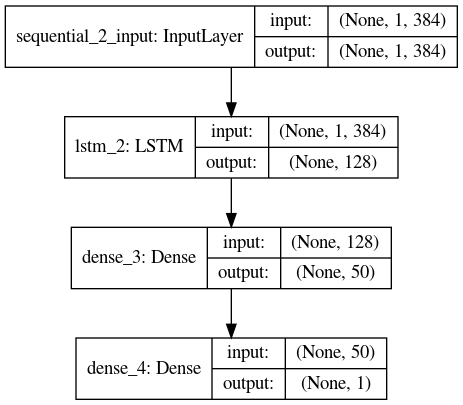 sequential_2_input: InputLayer
input: (None, 1, 384)
output: (None, 1, 384)
lstm_2: LSTM
input: (None, 1, 384)
output: (None, 128)
dense_3: Dense
input: (None, 128)
output: (None, 50)
dense_4: Dense
input: (None, 50)
output: (None, 1)